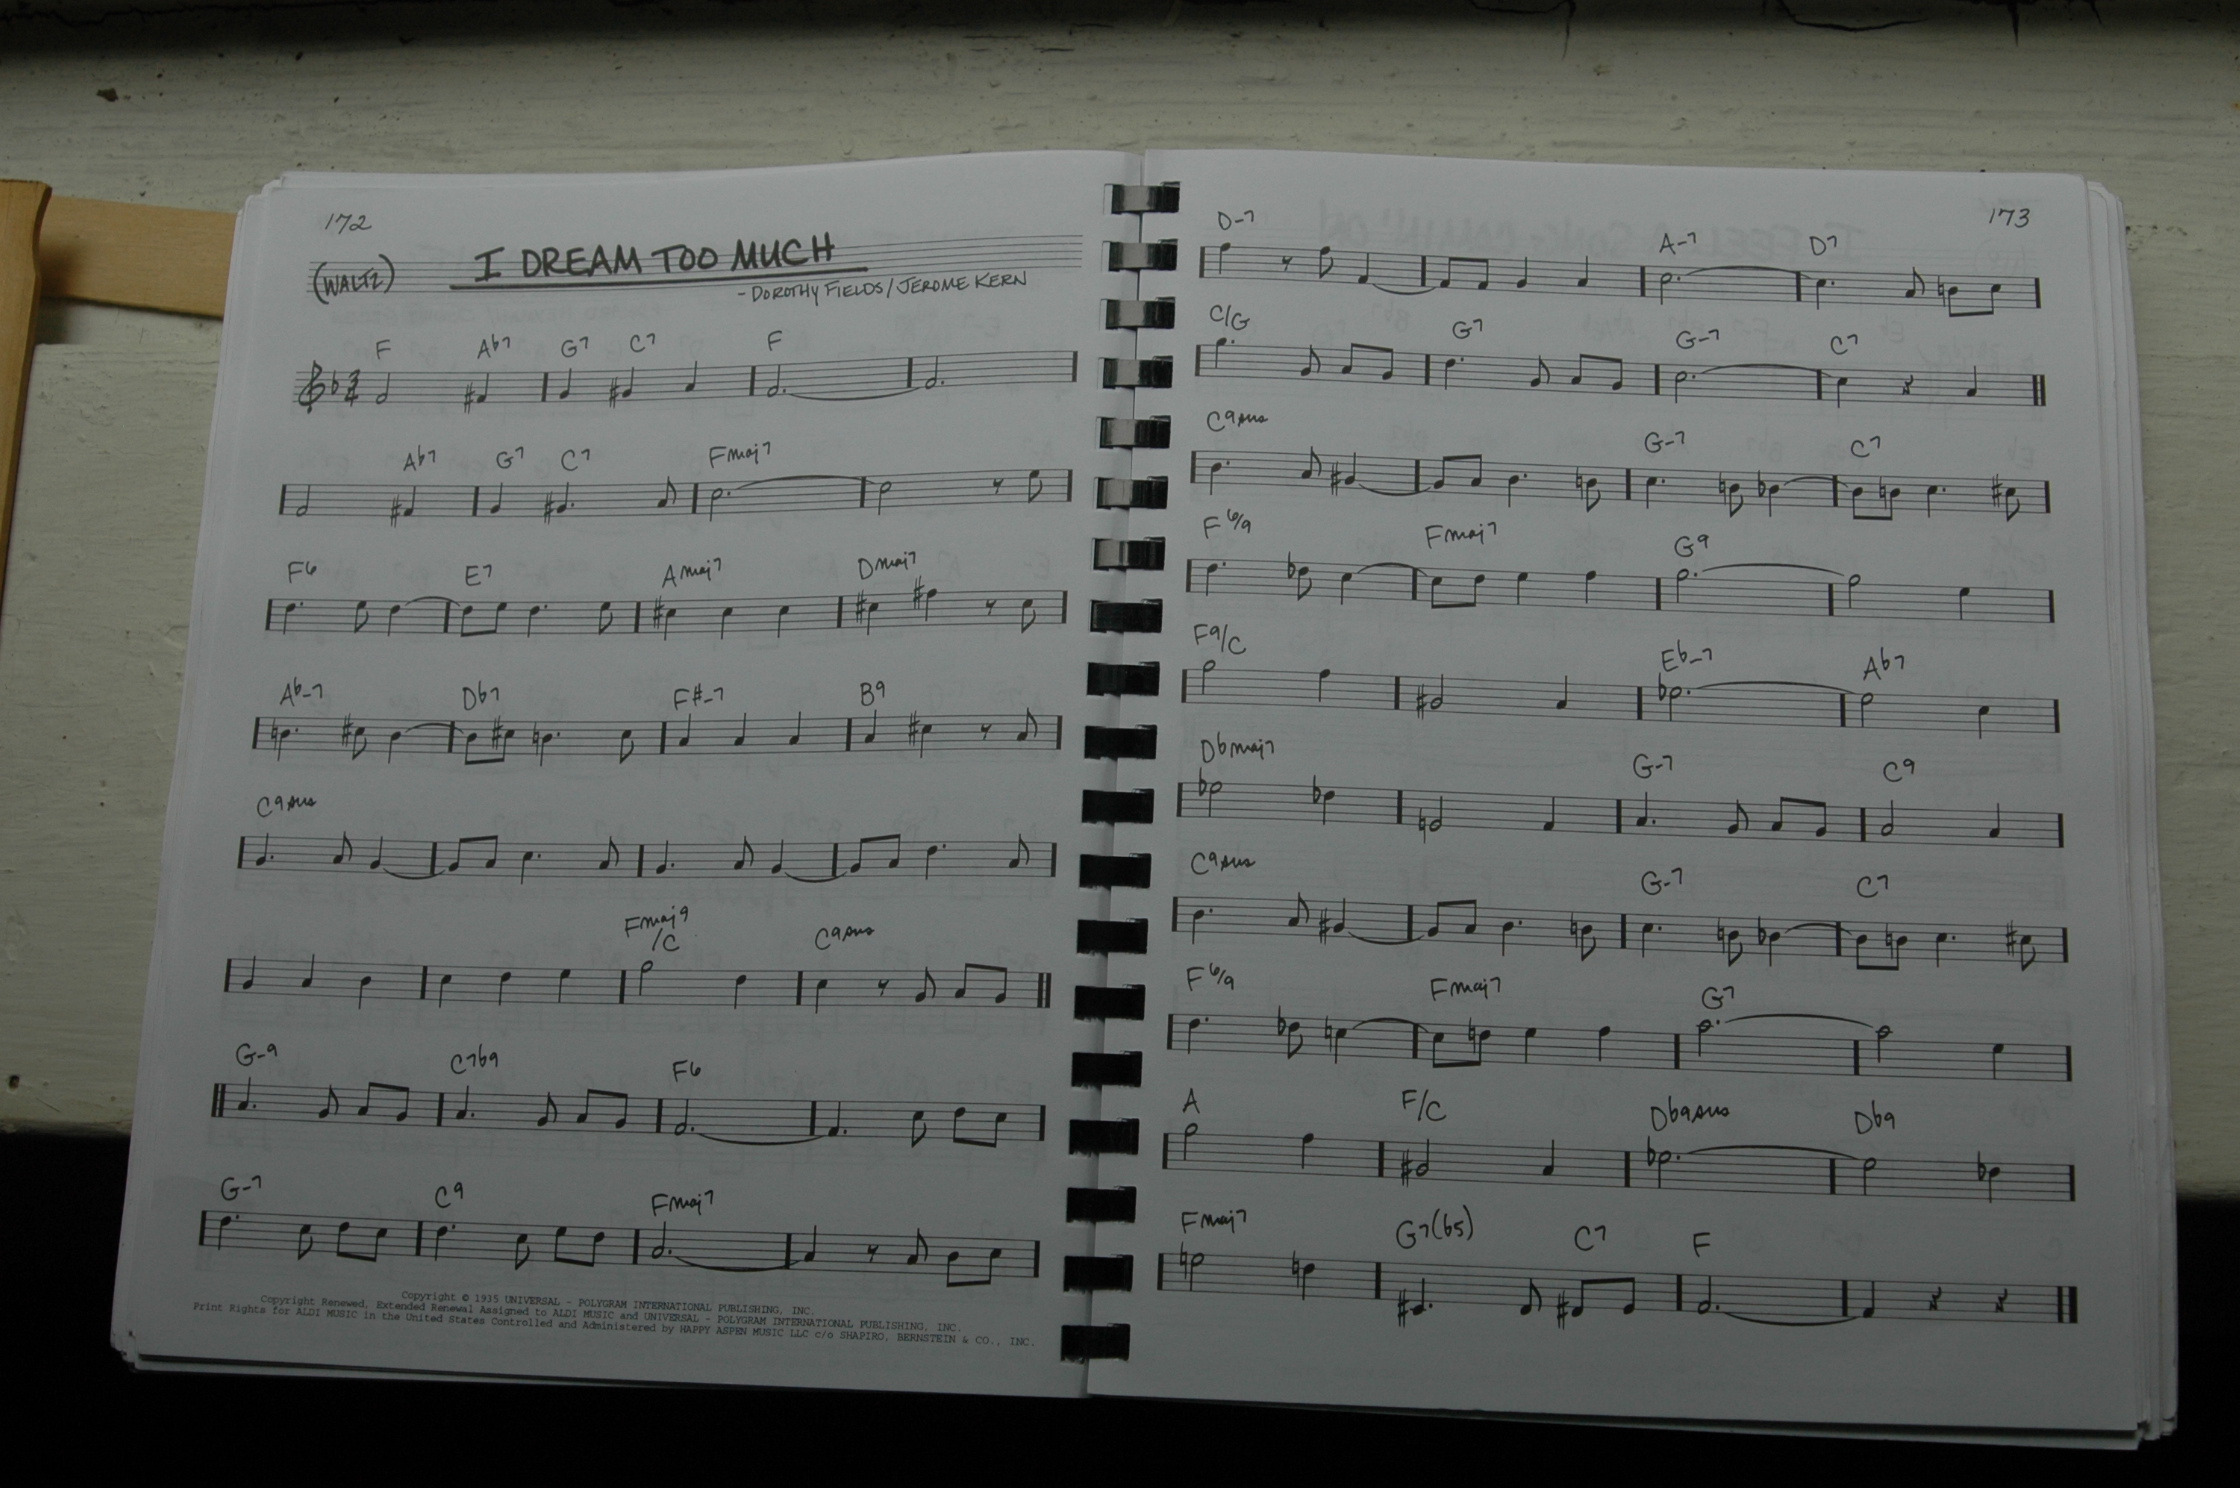 172
I DREAM TOO MUCH
(WALTZ)
- DOROTHY FIELDS/JEROME KERN
F Ab7 G7 C7 F
Ab7 G7 C7 Fmaj7
F6 E7 Amaj7 Dmaj7
Ab-7 Db7 F#-7 B9
C9sus
Fmaj9/C C9sus
G-9 C7b9 F6
G-7 C9 Fmaj7
Copyright © 1935 UNIVERSAL - POLYGRAM INTERNATIONAL PUBLISHING, INC.
Copyright Renewed, Extended Renewal Assigned to ALDI MUSIC and UNIVERSAL - POLYGRAM INTERNATIONAL PUBLISHING, INC.
Print Rights for ALDI MUSIC in the United States Controlled and Administered by HAPPY ASPEN MUSIC LLC c/o SHAPIRO, BERNSTEIN & CO., INC.
173
D-7 A-7 D7
C/G G7 G-7 C7
C9sus G-7 C7
F6/9 Fmaj7 G9
F9/C Eb-7 Ab7
Dbmaj7 G-7 C9
C9sus G-7 C7
F6/9 Fmaj7 G7
A F/C Db9sus Db9
Fmaj7 G7(b5) C7 F